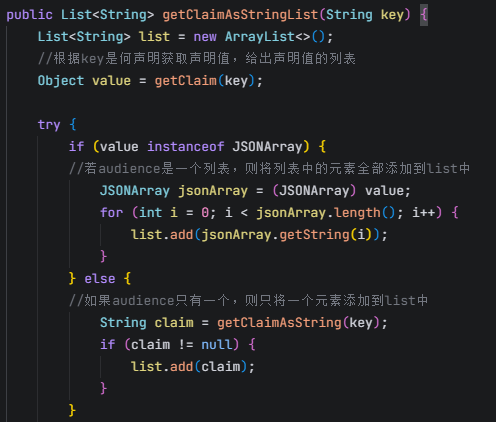 public List<String> getClaimAsStringList(String key) {
List<String> list = new ArrayList<>();
//根据key是何声明获取声明值，给出声明值的列表
Object value = getClaim(key);
try {
if (value instanceof JSONArray) {
//若audience是一个列表，则将列表中的元素全部添加到list中
JSONArray jsonArray = (JSONArray) value;
for (int i = 0; i < jsonArray.length(); i++) {
list.add(jsonArray.getString(i));
}
} else {
//如果audience只有一个，则只将一个元素添加到list中
String claim = getClaimAsString(key);
if (claim != null) {
list.add(claim);
}
}